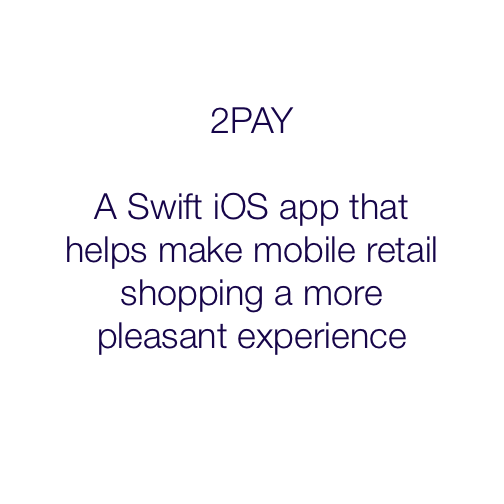 2PAY
A Swift iOS app that
helps make mobile retail
shopping a more
pleasant experience